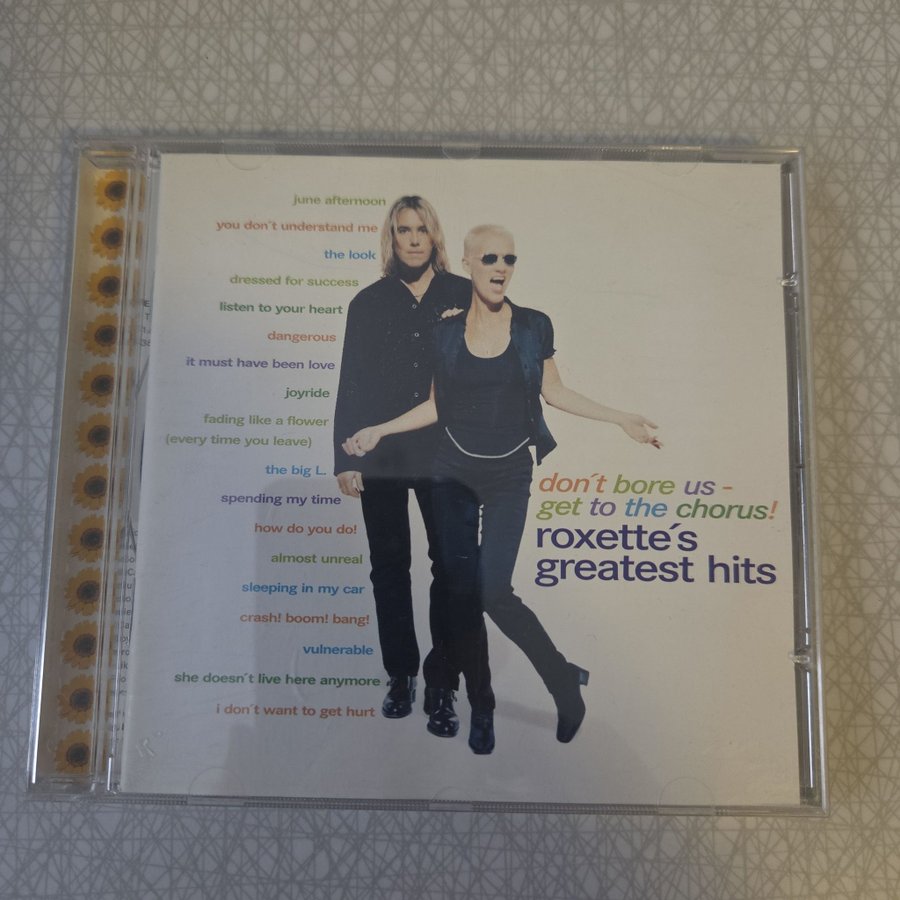 june afternoon
you don´t understand me
the look
dressed for success
listen to your heart
dangerous
it must have been love
joyride
fading like a flower
(every time you leave)
the big L.
spending my time
how do you do!
almost unreal
sleeping in my car
crash! boom! bang!
vulnerable
she doesn´t live here anymore
i don´t want to get hurt
don´t bore us -
get to the chorus!
roxette´s
greatest hits